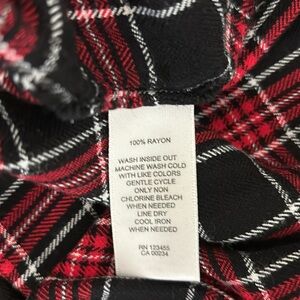 100% RAYON
WASH INSIDE OUT
MACHINE WASH COLD
WITH LIKE COLORS
GENTLE CYCLE
ONLY NON
CHLORINE BLEACH
WHEN NEEDED
LINE DRY
COOL IRON
WHEN NEEDED
RN 123455
CA 00234